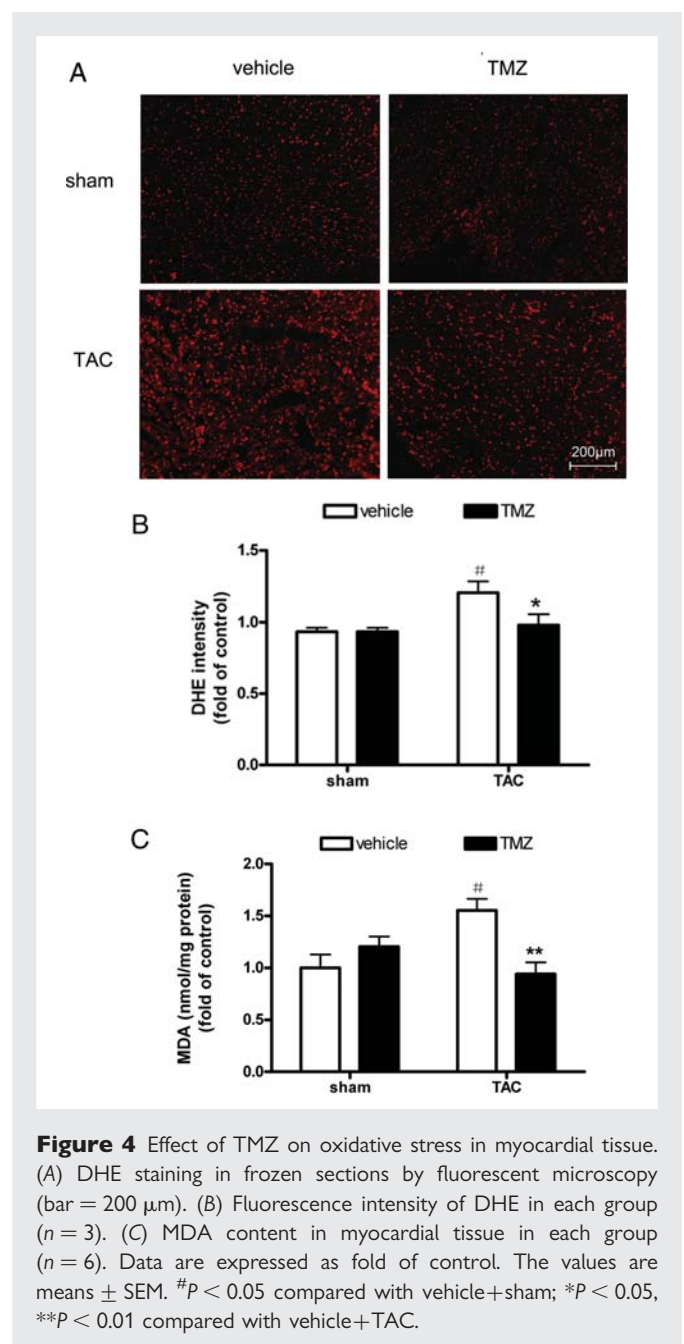 A
vehicle
TMZ
sham
TAC
200μm
B
vehicle
TMZ
DHE intensity
(fold of control)
1.5
1.0
0.5
0.0
#
*
sham
TAC
C
vehicle
TMZ
MDA (nmol/mg protein)
(fold of control)
2.0
1.5
1.0
0.5
0.0
#
**
sham
TAC
Figure 4 Effect of TMZ on oxidative stress in myocardial tissue.
(A) DHE staining in frozen sections by fluorescent microscopy
(bar = 200 μm). (B) Fluorescence intensity of DHE in each group
(n = 3). (C) MDA content in myocardial tissue in each group
(n = 6). Data are expressed as fold of control. The values are
means ± SEM. #P < 0.05 compared with vehicle+sham; *P < 0.05,
**P < 0.01 compared with vehicle+TAC.